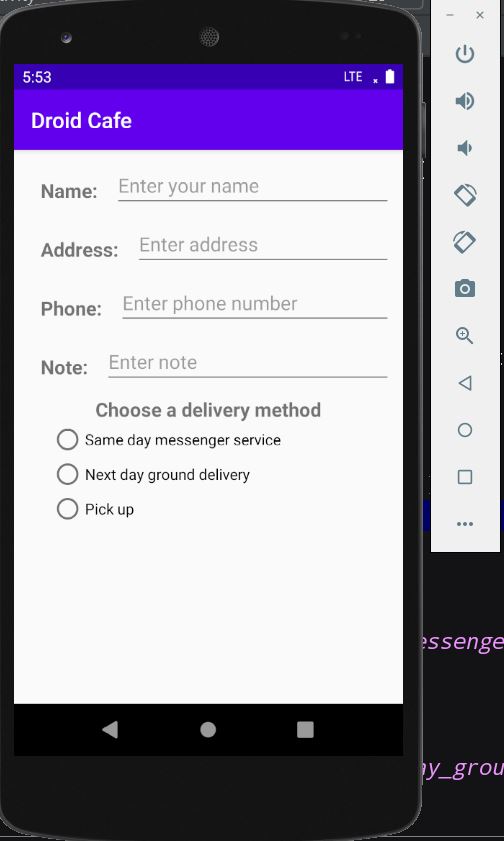 5:53 LTE
Droid Cafe
Name: Enter your name
Address: Enter address
Phone: Enter phone number
Note: Enter note
Choose a delivery method
Same day messenger service
Next day ground delivery
Pick up
essenge
ay_grou